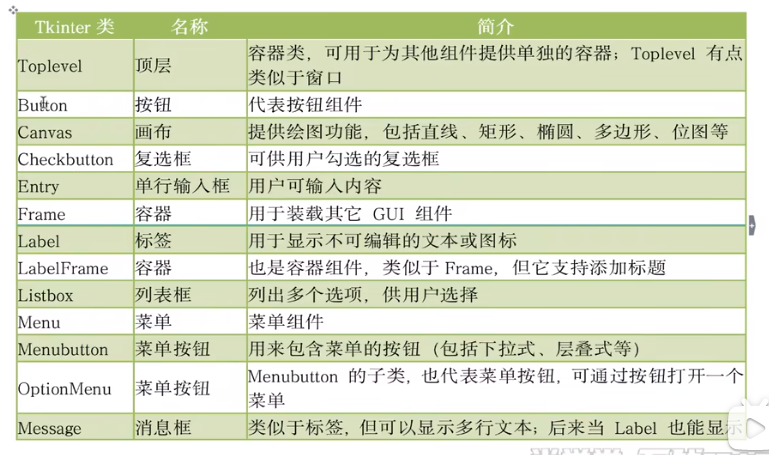 Tkinter 类 名称 简介
Toplevel 顶层 容器类，可用于为其他组件提供单独的容器；Toplevel 有点
类似于窗口
Button 按钮 代表按钮组件
Canvas 画布 提供绘图功能，包括直线、矩形、椭圆、多边形、位图等
Checkbutton 复选框 可供用户勾选的复选框
Entry 单行输入框 用户可输入内容
Frame 容器 用于装载其它 GUI 组件
Label 标签 用于显示不可编辑的文本或图标
LabelFrame 容器 也是容器组件，类似于 Frame，但它支持添加标题
Listbox 列表框 列出多个选项，供用户选择
Menu 菜单 菜单组件
Menubutton 菜单按钮 用来包含菜单的按钮（包括下拉式、层叠式等）
OptionMenu 菜单按钮 Menubutton 的子类，也代表菜单按钮，可通过按钮打开一个
菜单
Message 消息框 类似于标签，但可以显示多行文本；后来当 Label 也能显示